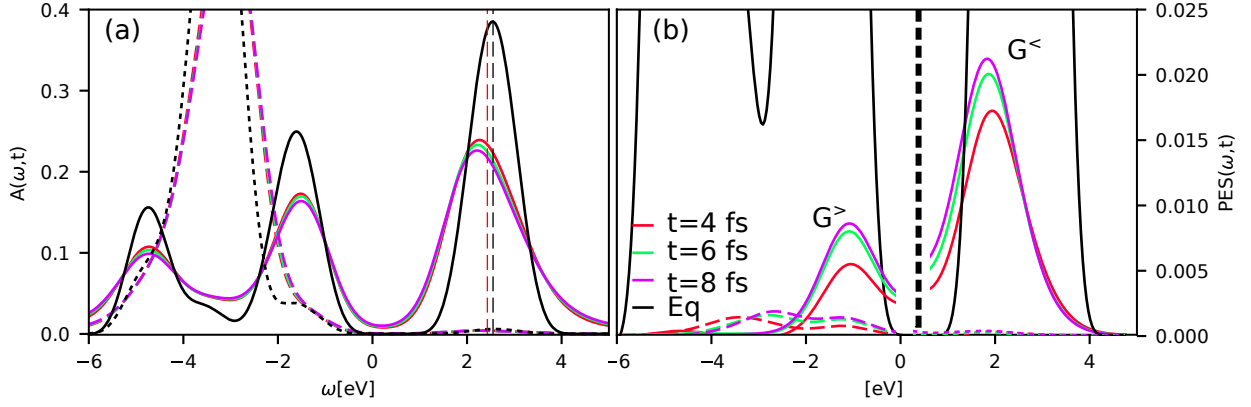 (a)
0.4
0.3
0.2
0.1
0.0
A(ω,t)
−6
−4
−2
0
2
4
ω[eV]
(b)
G<
G>
t=4 fs
t=6 fs
t=8 fs
Eq
0.025
0.020
0.015
0.010
0.005
0.000
PES(ω,t)
−6
−4
−2
0
2
4
[eV]